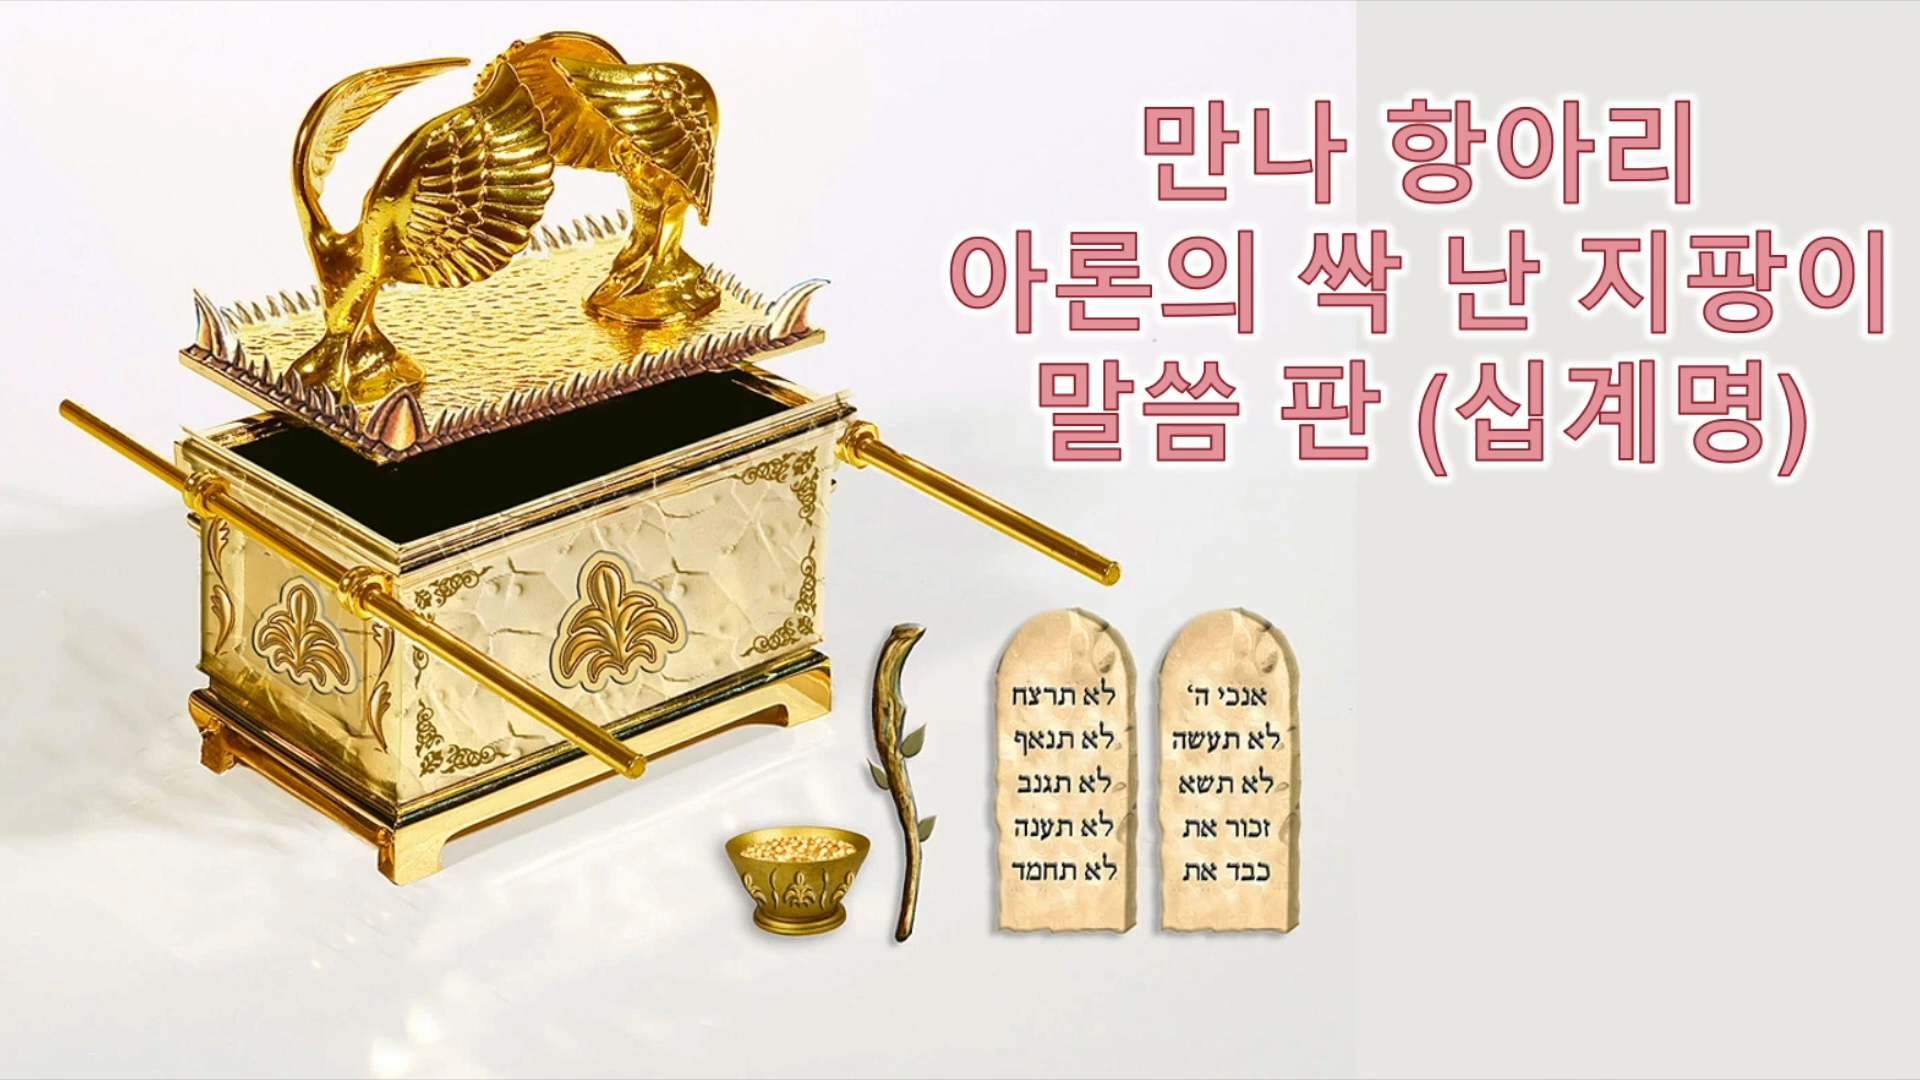 만나 항아리
아론의 싹 난 지팡이
말씀 판 (십계명)
אנכי ה'
לא תעשה
לא תשא
זכור את
כבד את
לא תרצח
לא תנאף
לא תגנב
לא תענה
לא תחמד